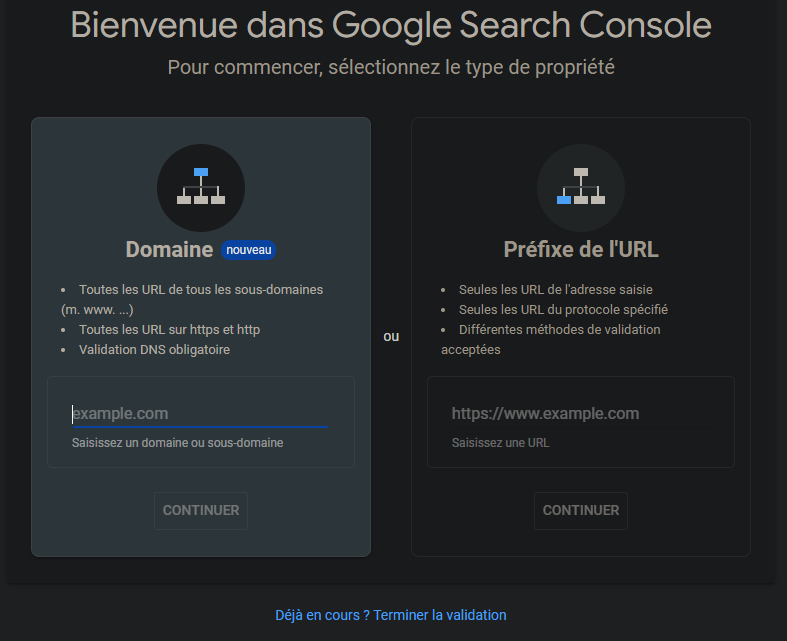 Bienvenue dans Google Search Console
Pour commencer, sélectionnez le type de propriété
Domaine nouveau
Toutes les URL de tous les sous-domaines
(m. www. ...)
Toutes les URL sur https et http
Validation DNS obligatoire
example.com
Saisissez un domaine ou sous-domaine
CONTINUER
ou
Préfixe de l'URL
Seules les URL de l'adresse saisie
Seules les URL du protocole spécifié
Différentes méthodes de validation
acceptées
https://www.example.com
Saisissez une URL
CONTINUER
Déjà en cours ? Terminer la validation